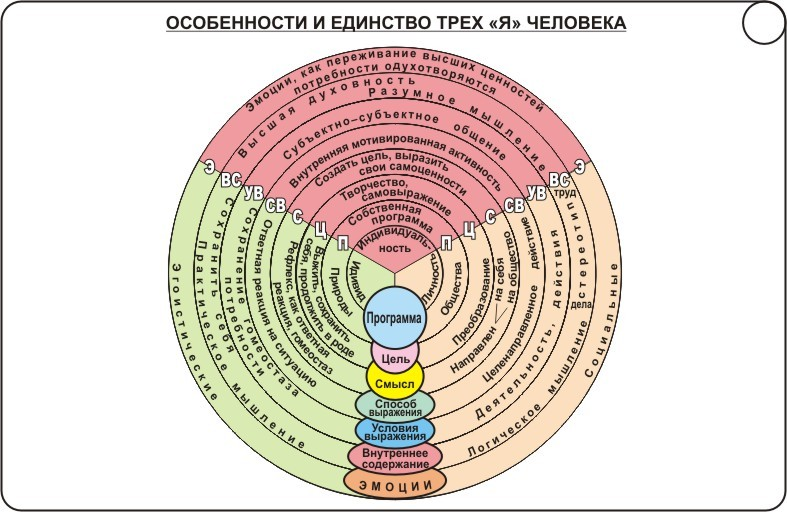 ОСОБЕННОСТИ И ЕДИНСТВО ТРЕХ «Я» ЧЕЛОВЕКА
Эмоции, как переживание высших ценностей
потребности одухотворяются
Высшая духовность
Разумное мышление
Субъектно–субъектное общение
Внутренняя мотивированная активность
Создать цель, выразить
свои самоценности
Творчество,
самовыражение
Собственная
программа
Индивидуаль-
ность
Э
ВС
УВ
СВ
С
Ц
П
П
Ц
С
СВ
УВ
ВС
Э
Идивид
Природы
Выжить, сохранить
себя, продолжить в роде
Рефлекс, как ответная
реакция, гомеостаз
Ответная реакция на ситуацию
Сохранение гомеостаза
потребности
Сохранить себя
Практическое мышление
Эгоистические
Личность
Общества
Преобразование
Направлен
на себя
на общество
Целенаправленное действие
Деятельность, действия
труд
дела
Логическое мышление стереотип
Социальные
Программа
Цель
Смысл
Способ
выражения
Условия
выражения
Внутреннее
содержание
ЭМОЦИИ